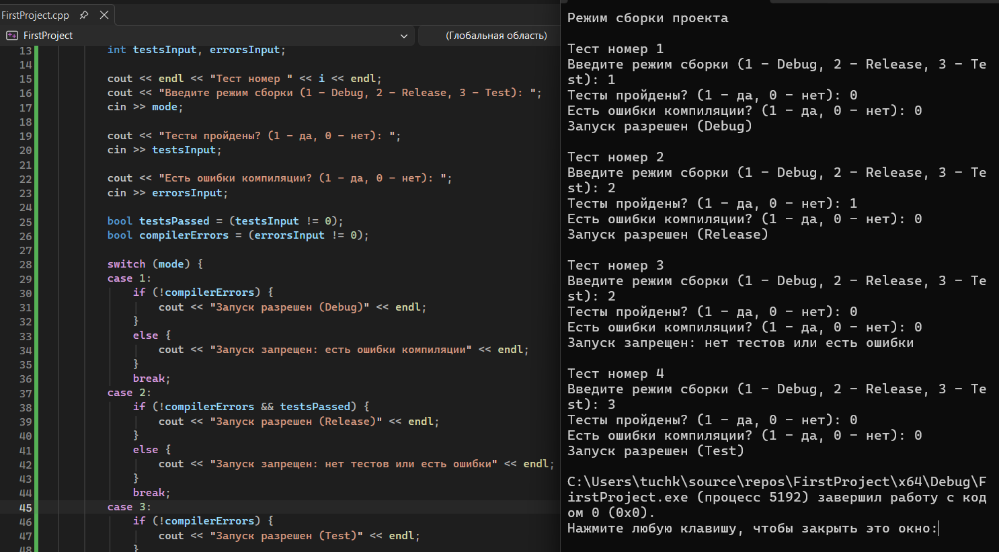 FirstProject.cpp
FirstProject
(Глобальная область)
13 int testsInput, errorsInput;
14
15 cout << endl << "Тест номер " << i << endl;
16 cout << "Введите режим сборки (1 - Debug, 2 - Release, 3 - Test): ";
17 cin >> mode;
18
19 cout << "Тесты пройдены? (1 - да, 0 - нет): ";
20 cin >> testsInput;
21
22 cout << "Есть ошибки компиляции? (1 - да, 0 - нет): ";
23 cin >> errorsInput;
24
25 bool testsPassed = (testsInput != 0);
26 bool compilerErrors = (errorsInput != 0);
27
28 switch (mode) {
29 case 1:
30 if (!compilerErrors) {
31 cout << "Запуск разрешен (Debug)" << endl;
32 }
33 else {
34 cout << "Запуск запрещен: есть ошибки компиляции" << endl;
35 }
36 break;
37 case 2:
38 if (!compilerErrors && testsPassed) {
39 cout << "Запуск разрешен (Release)" << endl;
40 }
41 else {
42 cout << "Запуск запрещен: нет тестов или есть ошибки" << endl;
43 }
44 break;
45 case 3:
46 if (!compilerErrors) {
47 cout << "Запуск разрешен (Test)" << endl;
48 }
Режим сборки проекта
Тест номер 1
Введите режим сборки (1 - Debug, 2 - Release, 3 - Te
st): 1
Тесты пройдены? (1 - да, 0 - нет): 0
Есть ошибки компиляции? (1 - да, 0 - нет): 0
Запуск разрешен (Debug)
Тест номер 2
Введите режим сборки (1 - Debug, 2 - Release, 3 - Te
st): 2
Тесты пройдены? (1 - да, 0 - нет): 1
Есть ошибки компиляции? (1 - да, 0 - нет): 0
Запуск разрешен (Release)
Тест номер 3
Введите режим сборки (1 - Debug, 2 - Release, 3 - Te
st): 2
Тесты пройдены? (1 - да, 0 - нет): 0
Есть ошибки компиляции? (1 - да, 0 - нет): 0
Запуск запрещен: нет тестов или есть ошибки
Тест номер 4
Введите режим сборки (1 - Debug, 2 - Release, 3 - Te
st): 3
Тесты пройдены? (1 - да, 0 - нет): 0
Есть ошибки компиляции? (1 - да, 0 - нет): 0
Запуск разрешен (Test)
C:\Users\tuchk\source\repos\FirstProject\x64\Debug\F
irstProject.exe (процесс 5192) завершил работу с код
ом 0 (0x0).
Нажмите любую клавишу, чтобы закрыть это окно: